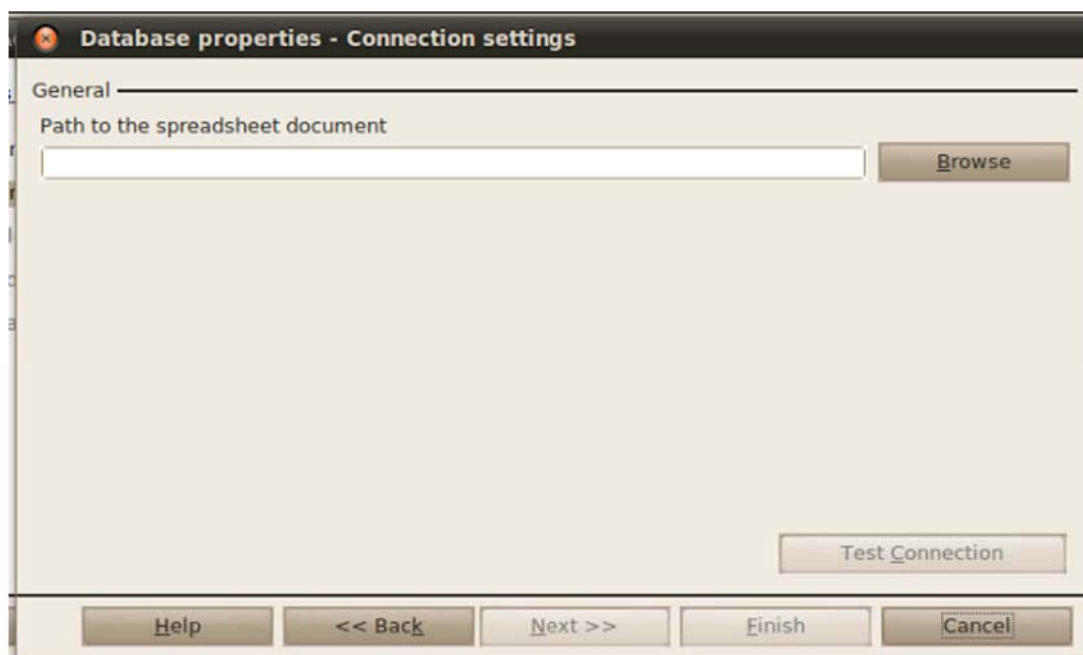 Database properties - Connection settings
General
Path to the spreadsheet document
Browse
Test Connection
Help
<< Back
Next >>
Finish
Cancel